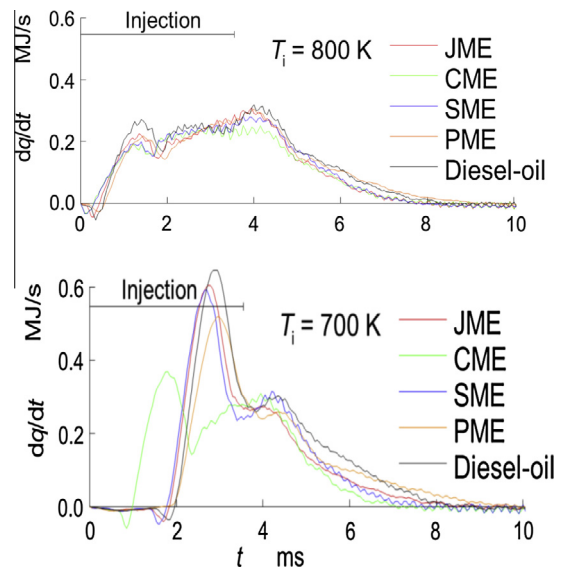 Injection
Ti = 800 K
JME
CME
SME
PME
Diesel-oil
dq/dt MJ/s
0.6
0.4
0.2
0.0
0 2 4 6 8 10
Injection
Ti = 700 K
JME
CME
SME
PME
Diesel-oil
dq/dt MJ/s
0.6
0.4
0.2
0.0
0 2 4 6 8 10
t ms